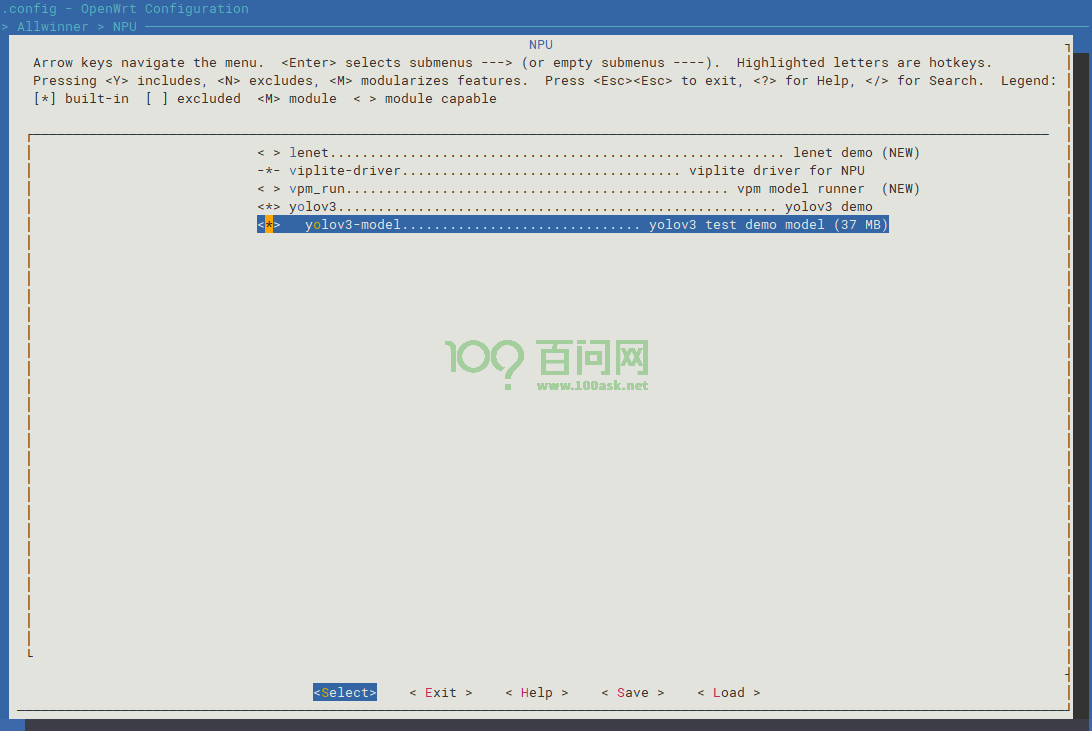 .config - OpenWrt Configuration
> Allwinner > NPU
NPU
Arrow keys navigate the menu.  <Enter> selects submenus ---> (or empty submenus ----).  Highlighted letters are hotkeys.
Pressing <Y> includes, <N> excludes, <M> modularizes features.  Press <Esc><Esc> to exit, <?> for Help, </> for Search.  Legend:
[*] built-in  [ ] excluded  <M> module  < > module capable
< > lenet......................................................... lenet demo (NEW)
-*- viplite-driver................................... viplite driver for NPU
< > vpm_run................................................ vpm model runner  (NEW)
<*> yolov3....................................................... yolov3 demo
<*>   yolov3-model.............................. yolov3 test demo model (37 MB)
100? 百问网
www.100ask.net
<Select>    < Exit >    < Help >    < Save >    < Load >